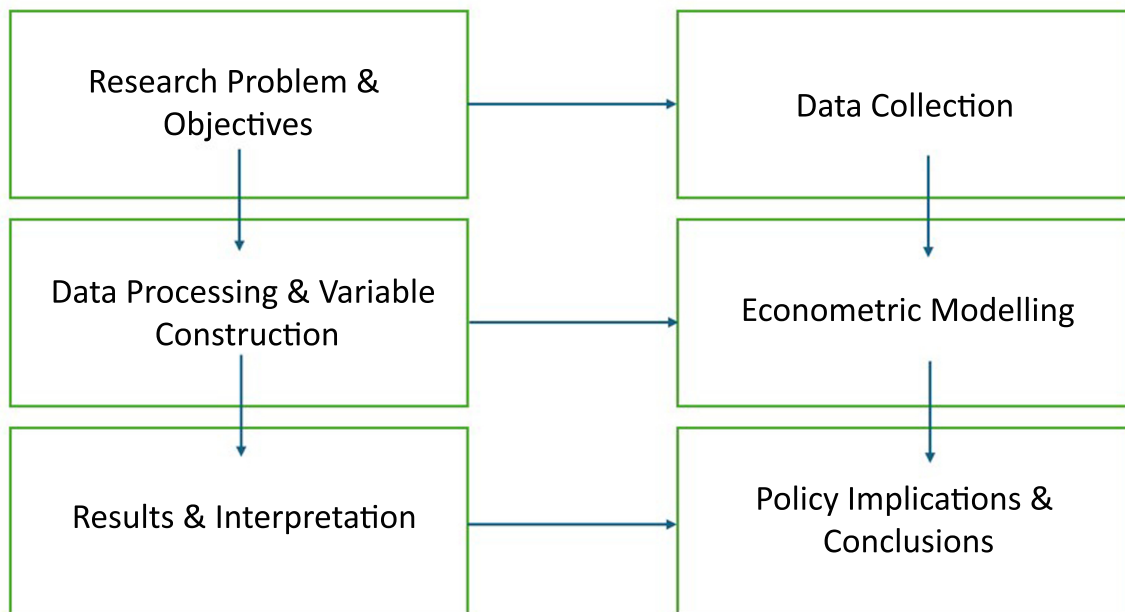 Research Problem &
Objectives
Data Collection
Data Processing & Variable
Construction
Econometric Modelling
Results & Interpretation
Policy Implications &
Conclusions